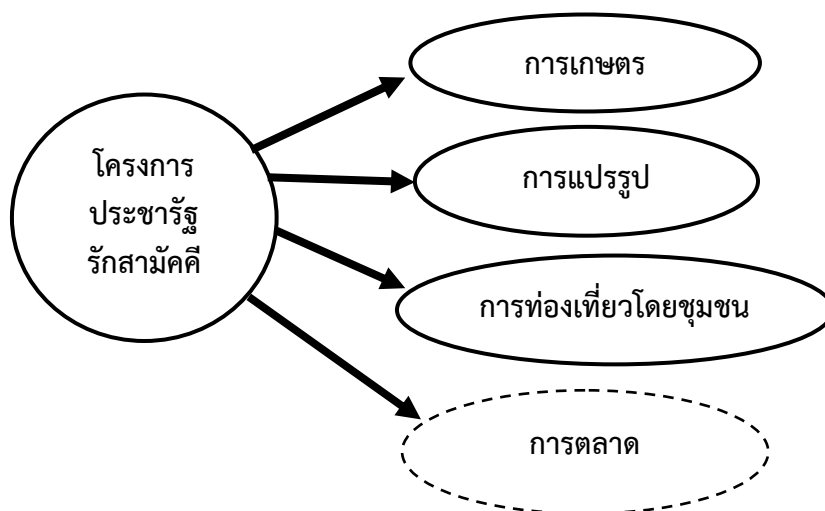 โครงการ
ประชารัฐ
รักสามัคคี
การเกษตร
การแปรรูป
การท่องเที่ยวโดยชุมชน
การตลาด